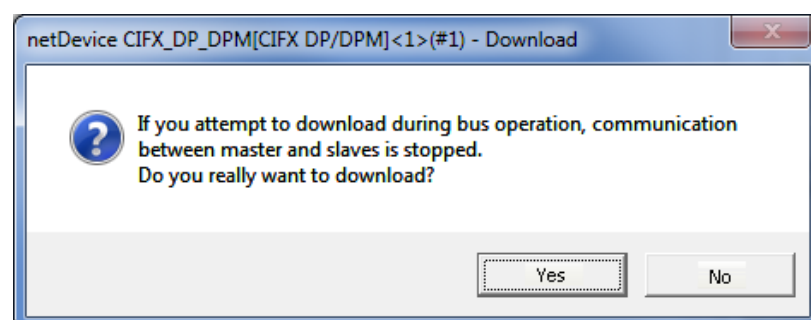 netDevice CIFX_DP_DPM[CIFX DP/DPM]<1>(#1) - Download
If you attempt to download during bus operation, communication
between master and slaves is stopped.
Do you really want to download?
Yes
No